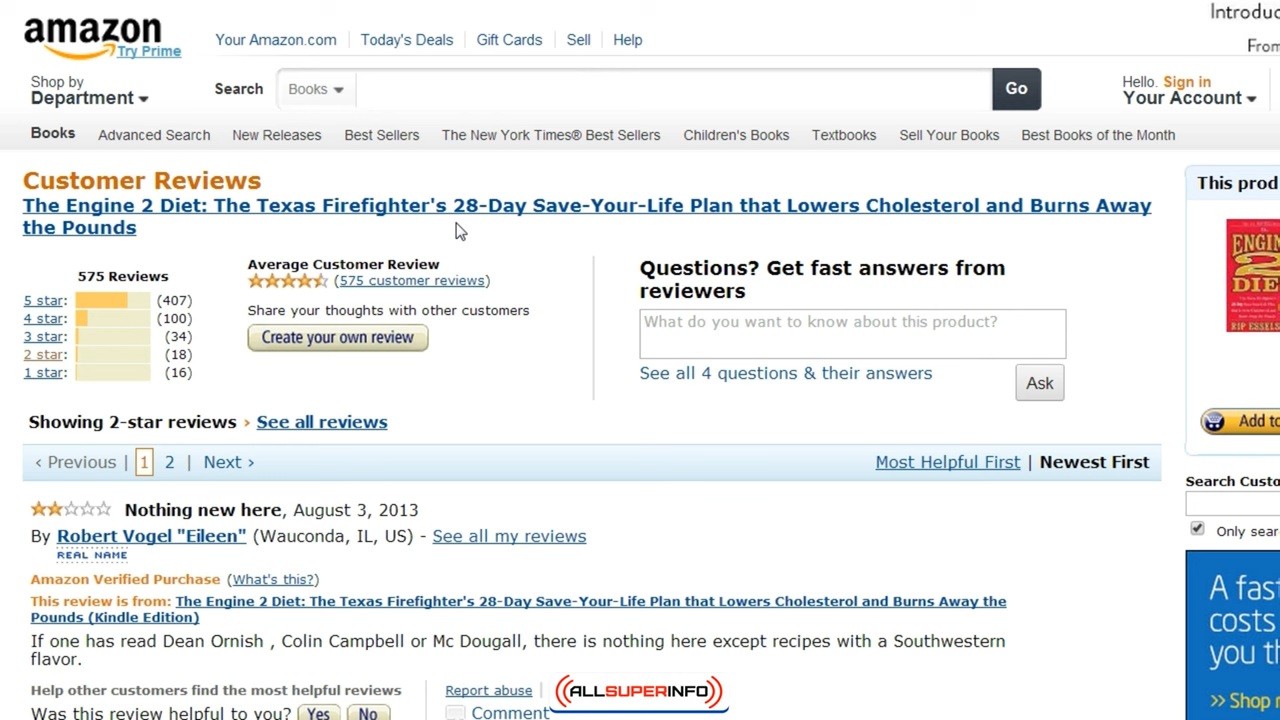 Introduc
From
amazon
Try Prime
Your Amazon.com | Today's Deals | Gift Cards | Sell | Help
Shop by
Department
Search Books Go
Hello. Sign in
Your Account
Books Advanced Search New Releases Best Sellers The New York Times® Best Sellers Children's Books Textbooks Sell Your Books Best Books of the Month
Customer Reviews
The Engine 2 Diet: The Texas Firefighter's 28-Day Save-Your-Life Plan that Lowers Cholesterol and Burns Away
the Pounds
575 Reviews
5 star: (407)
4 star: (100)
3 star: (34)
2 star: (18)
1 star: (16)
Average Customer Review
(575 customer reviews)
Share your thoughts with other customers
Create your own review
Questions? Get fast answers from
reviewers
What do you want to know about this product?
See all 4 questions & their answers
Ask
This prod
ENGIN
2
DIE
RIP ESSELS
Add to
Showing 2-star reviews › See all reviews
‹ Previous | 1 2 | Next ›
Most Helpful First | Newest First
Search Custo
Only sear
Nothing new here, August 3, 2013
By Robert Vogel "Eileen" (Wauconda, IL, US) - See all my reviews
REAL NAME
Amazon Verified Purchase (What's this?)
This review is from: The Engine 2 Diet: The Texas Firefighter's 28-Day Save-Your-Life Plan that Lowers Cholesterol and Burns Away the
Pounds (Kindle Edition)
If one has read Dean Ornish , Colin Campbell or Mc Dougall, there is nothing here except recipes with a Southwestern
flavor.
Help other customers find the most helpful reviews
Was this review helpful to you? Yes No
Report abuse
Comment
ALLSUPERINFO
A fas
costs
you th
>> Shop n